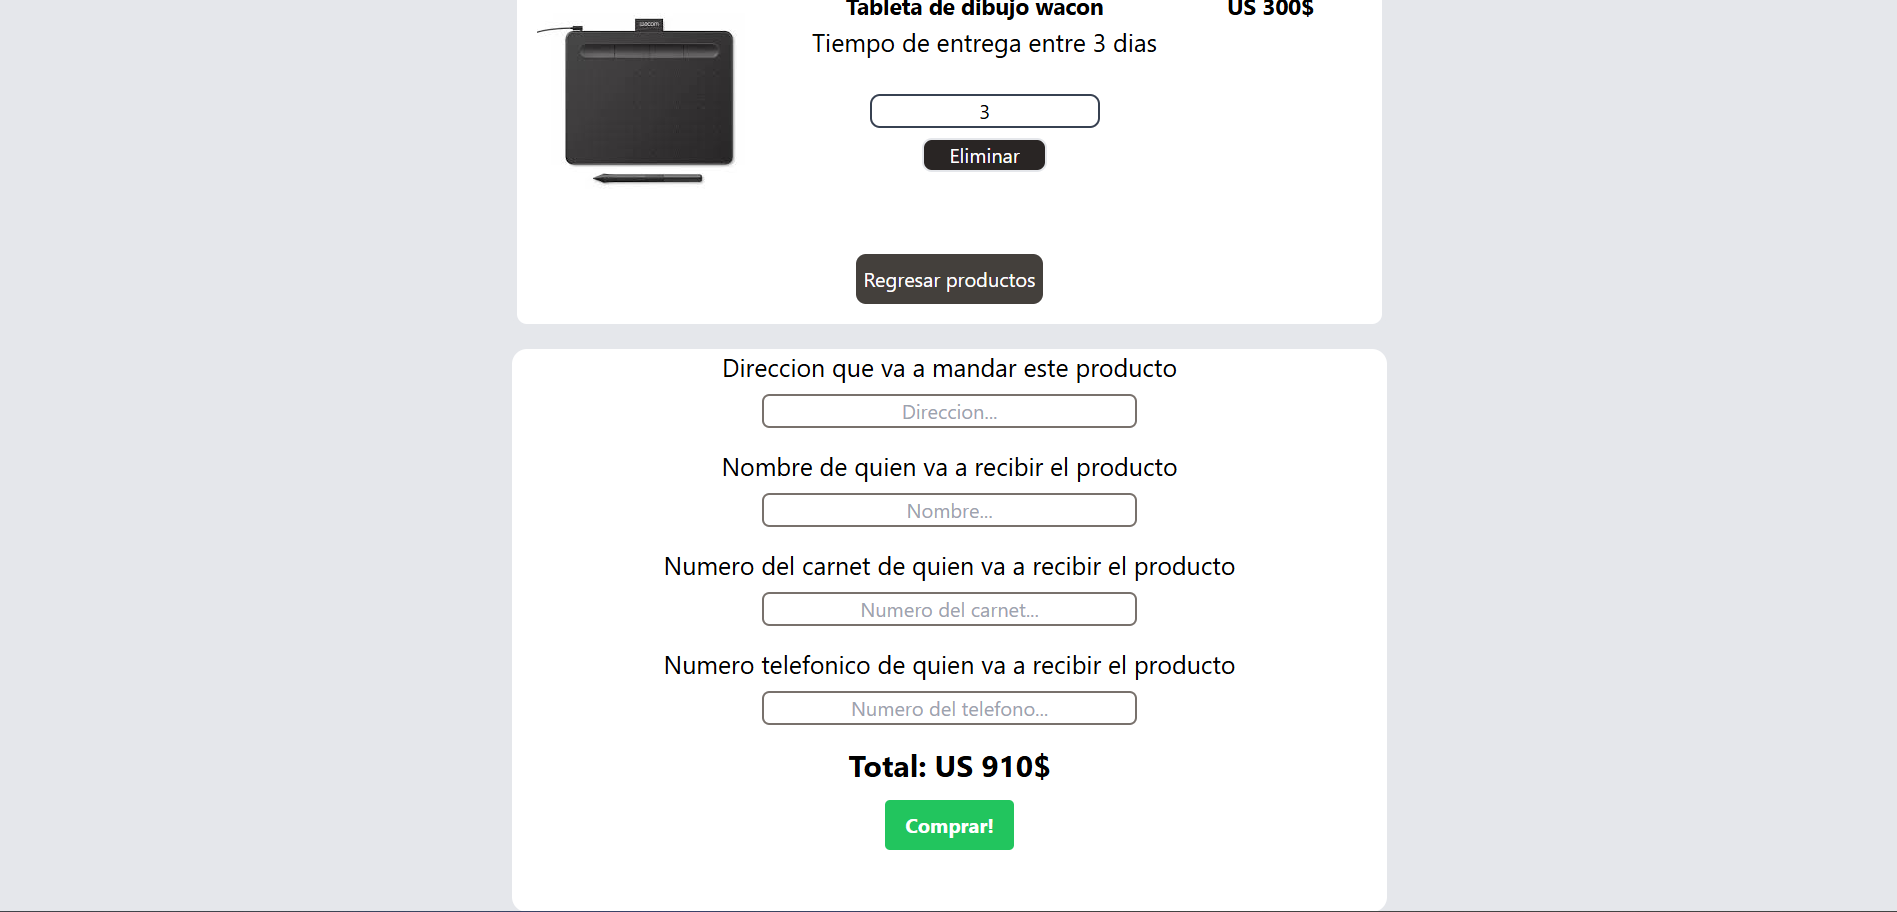 Tableta de dibujo wacon
US 300$
wacom
Tiempo de entrega entre 3 dias
3
Eliminar
Regresar productos
Direccion que va a mandar este producto
Direccion...
Nombre de quien va a recibir el producto
Nombre...
Numero del carnet de quien va a recibir el producto
Numero del carnet...
Numero telefonico de quien va a recibir el producto
Numero del telefono...
Total: US 910$
Comprar!